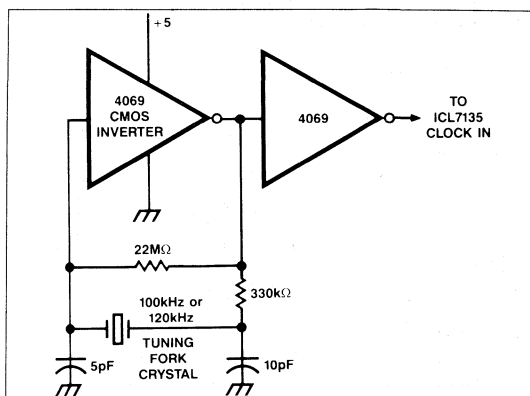 +5
4069
CMOS
INVERTER
4069
TO
ICL7135
CLOCK IN
22MΩ
330kΩ
100kHz or
120kHz
TUNING
FORK
CRYSTAL
5pF
10pF